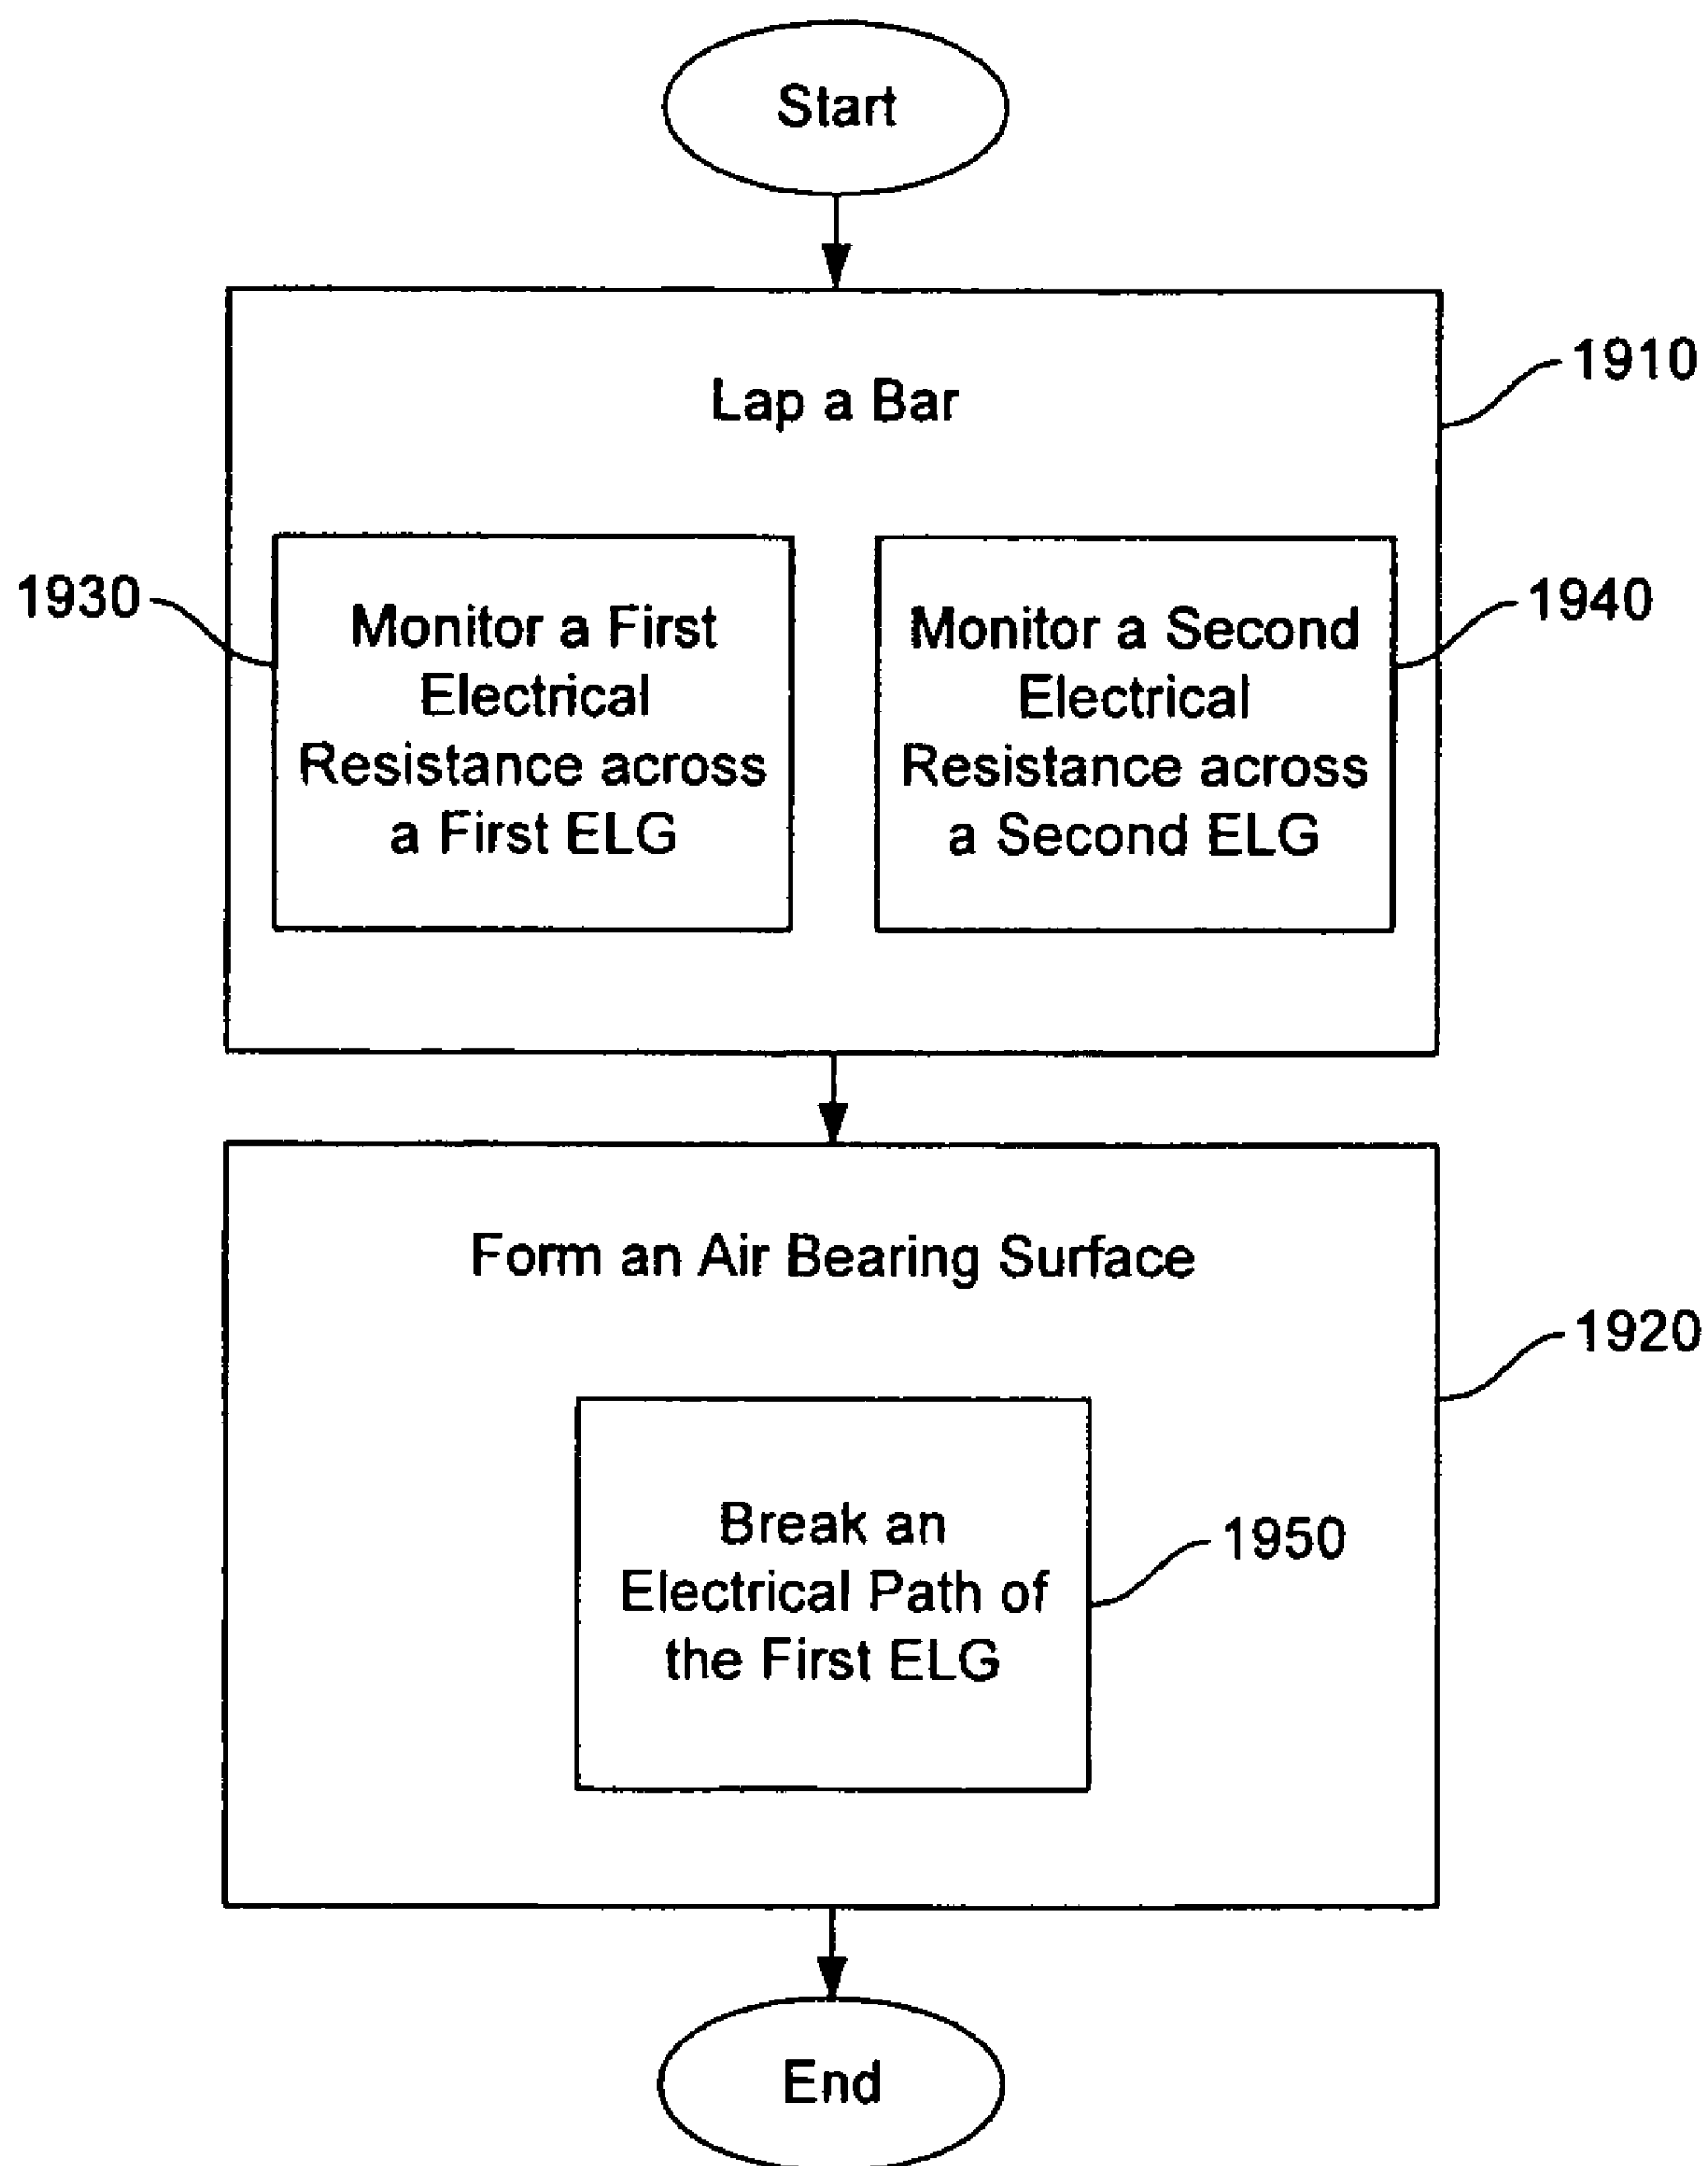 Start
1910
Lap a Bar
1930
Monitor a First
Electrical
Resistance across
a First ELG
1940
Monitor a Second
Electrical
Resistance across
a Second ELG
Form an Air Bearing Surface
1920
Break an
Electrical Path of
the First ELG
1950
End